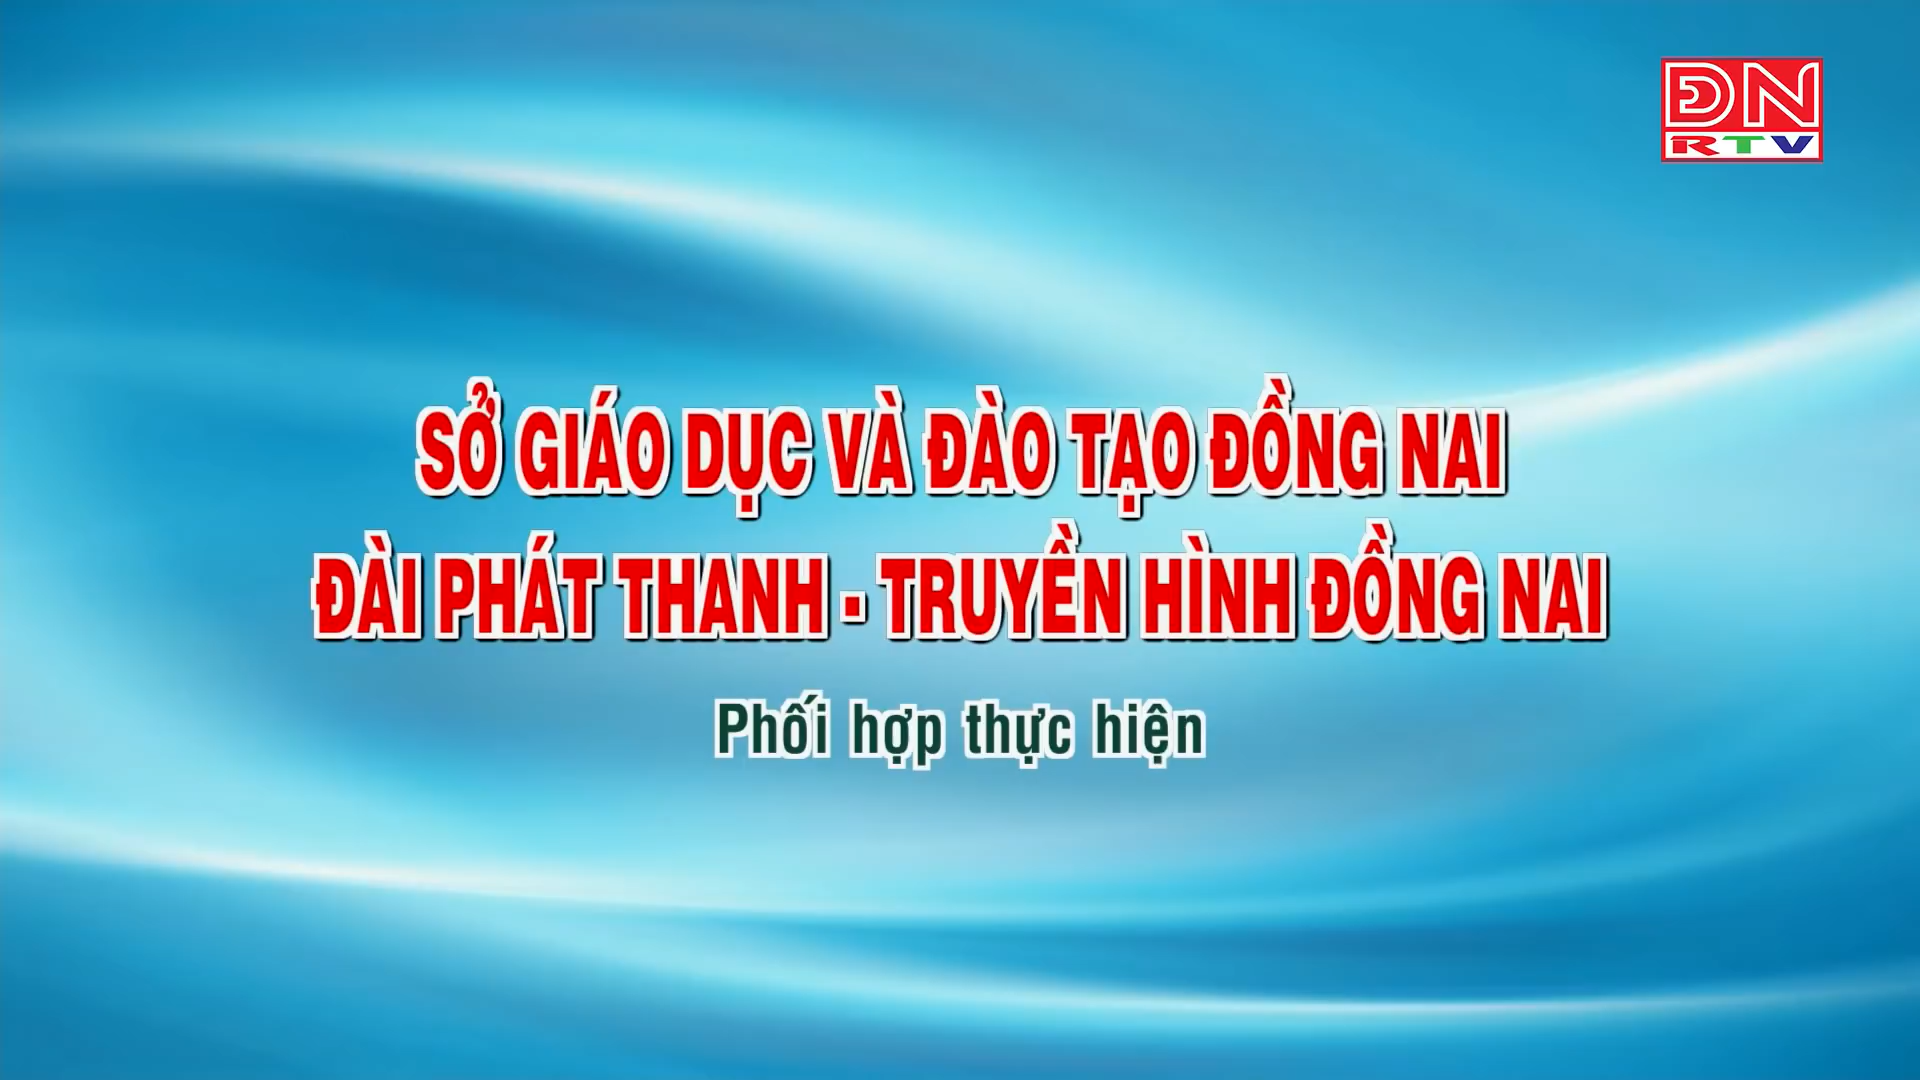 ĐN
RTV
SỞ GIÁO DỤC VÀ ĐÀO TẠO ĐỒNG NAI
ĐÀI PHÁT THANH - TRUYỀN HÌNH ĐỒNG NAI
Phối hợp thực hiện